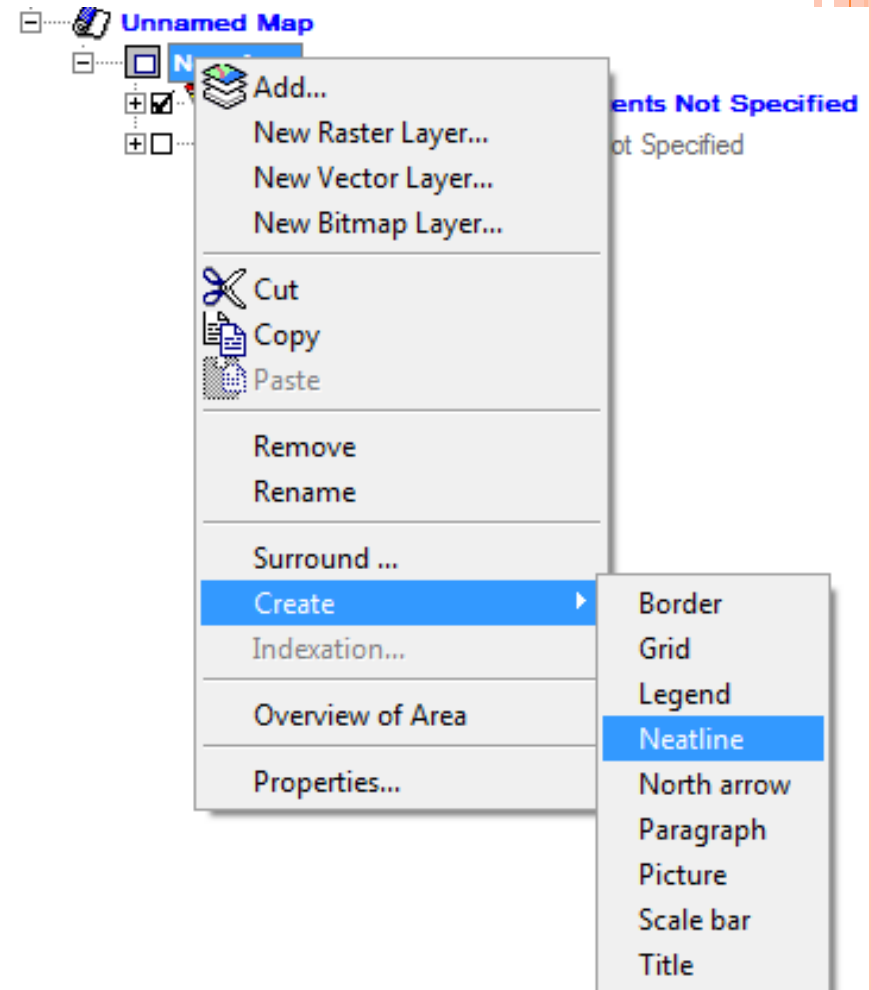 Unnamed Map
Add...
ents Not Specified
New Raster Layer...
ot Specified
New Vector Layer...
New Bitmap Layer...
Cut
Copy
Paste
Remove
Rename
Surround ...
Create
Indexation...
Overview of Area
Properties...
Border
Grid
Legend
Neatline
North arrow
Paragraph
Picture
Scale bar
Title